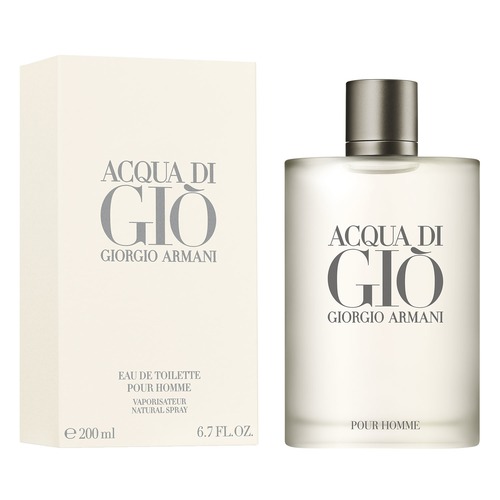 ACQUA DI
GIÒ
GIORGIO ARMANI
EAU DE TOILETTE
POUR HOMME
VAPORISATEUR
NATURAL SPRAY
℮ 200 ml 6.7 FL.OZ.
ACQUA DI
GIÒ
GIORGIO ARMANI
POUR HOMME